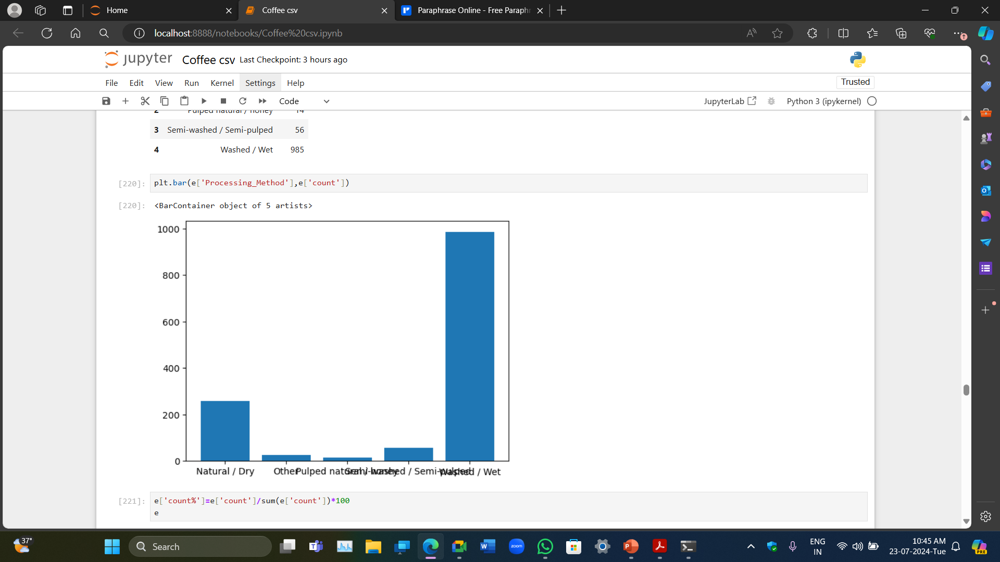 Home
Coffee csv
Paraphrase Online - Free Paraphr
localhost:8888/notebooks/Coffee%20csv.ipynb
jupyter Coffee csv Last Checkpoint: 3 hours ago
File Edit View Run Kernel Settings Help
Trusted
Code
JupyterLab
Python 3 (ipykernel)
2 Pulped natural / honey 14
3 Semi-washed / Semi-pulped 56
4 Washed / Wet 985
[220]: plt.bar(e['Processing_Method'],e['count'])
[220]: <BarContainer object of 5 artists>
1000
800
600
400
200
0
Natural / Dry Other Pulped natural / honey Semi-washed / Semi-pulped Washed / Wet
[221]: e['count%']=e['count']/sum(e['count'])*100
e
37°
Search
zoom
ENG
IN
10:45 AM
23-07-2024-Tue
PRE